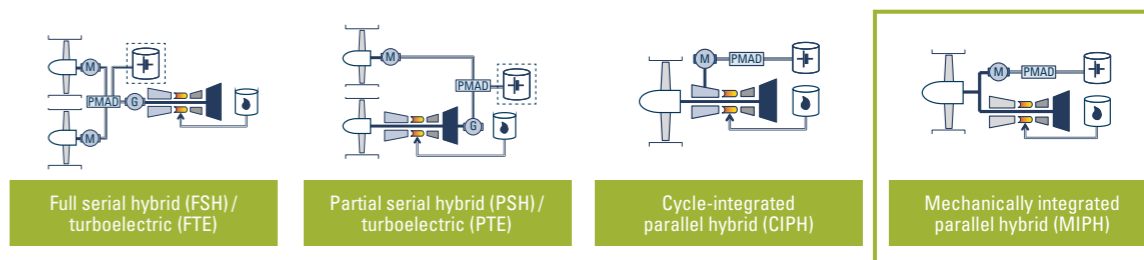 M
PMAD
G
M
M
PMAD
G
M
PMAD
M
PMAD
Full serial hybrid (FSH) /
turboelectric (FTE)
Partial serial hybrid (PSH) /
turboelectric (PTE)
Cycle-integrated
parallel hybrid (CIPH)
Mechanically integrated
parallel hybrid (MIPH)